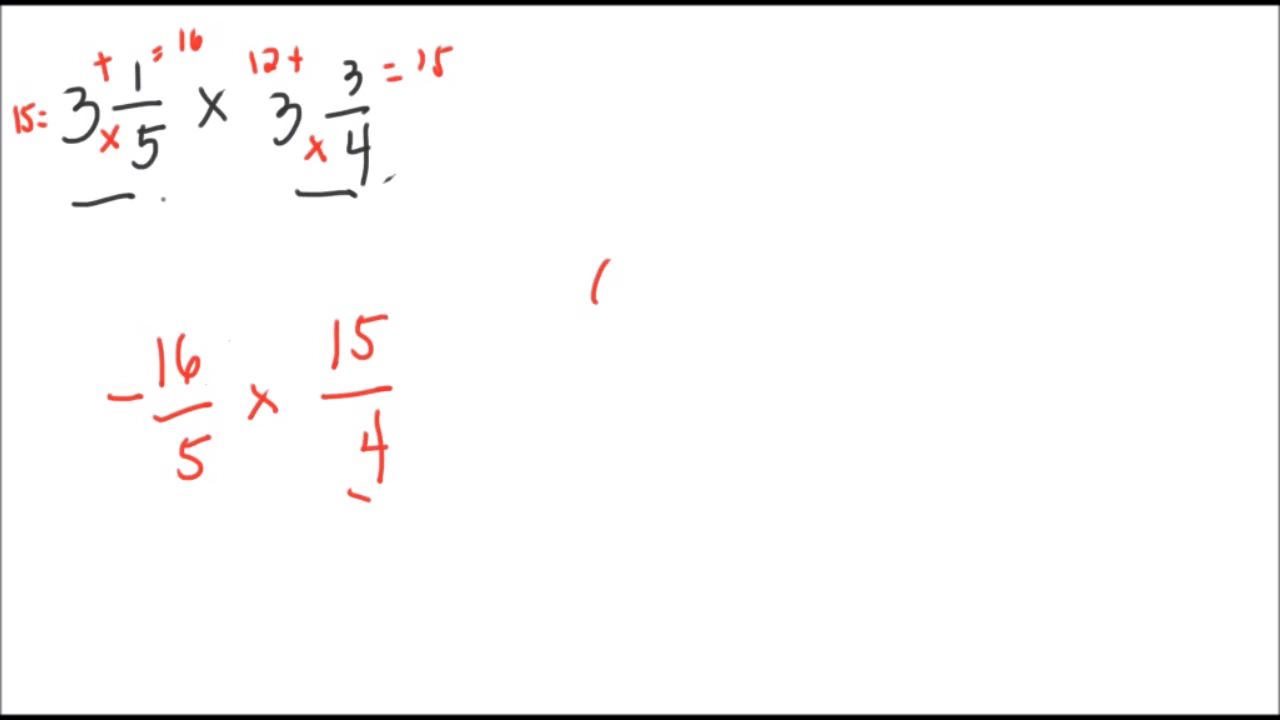 15= 3 + 1/5 = 16 x 12+ 3 3/4 = 15
x x
(
- 16/5 x 15/4